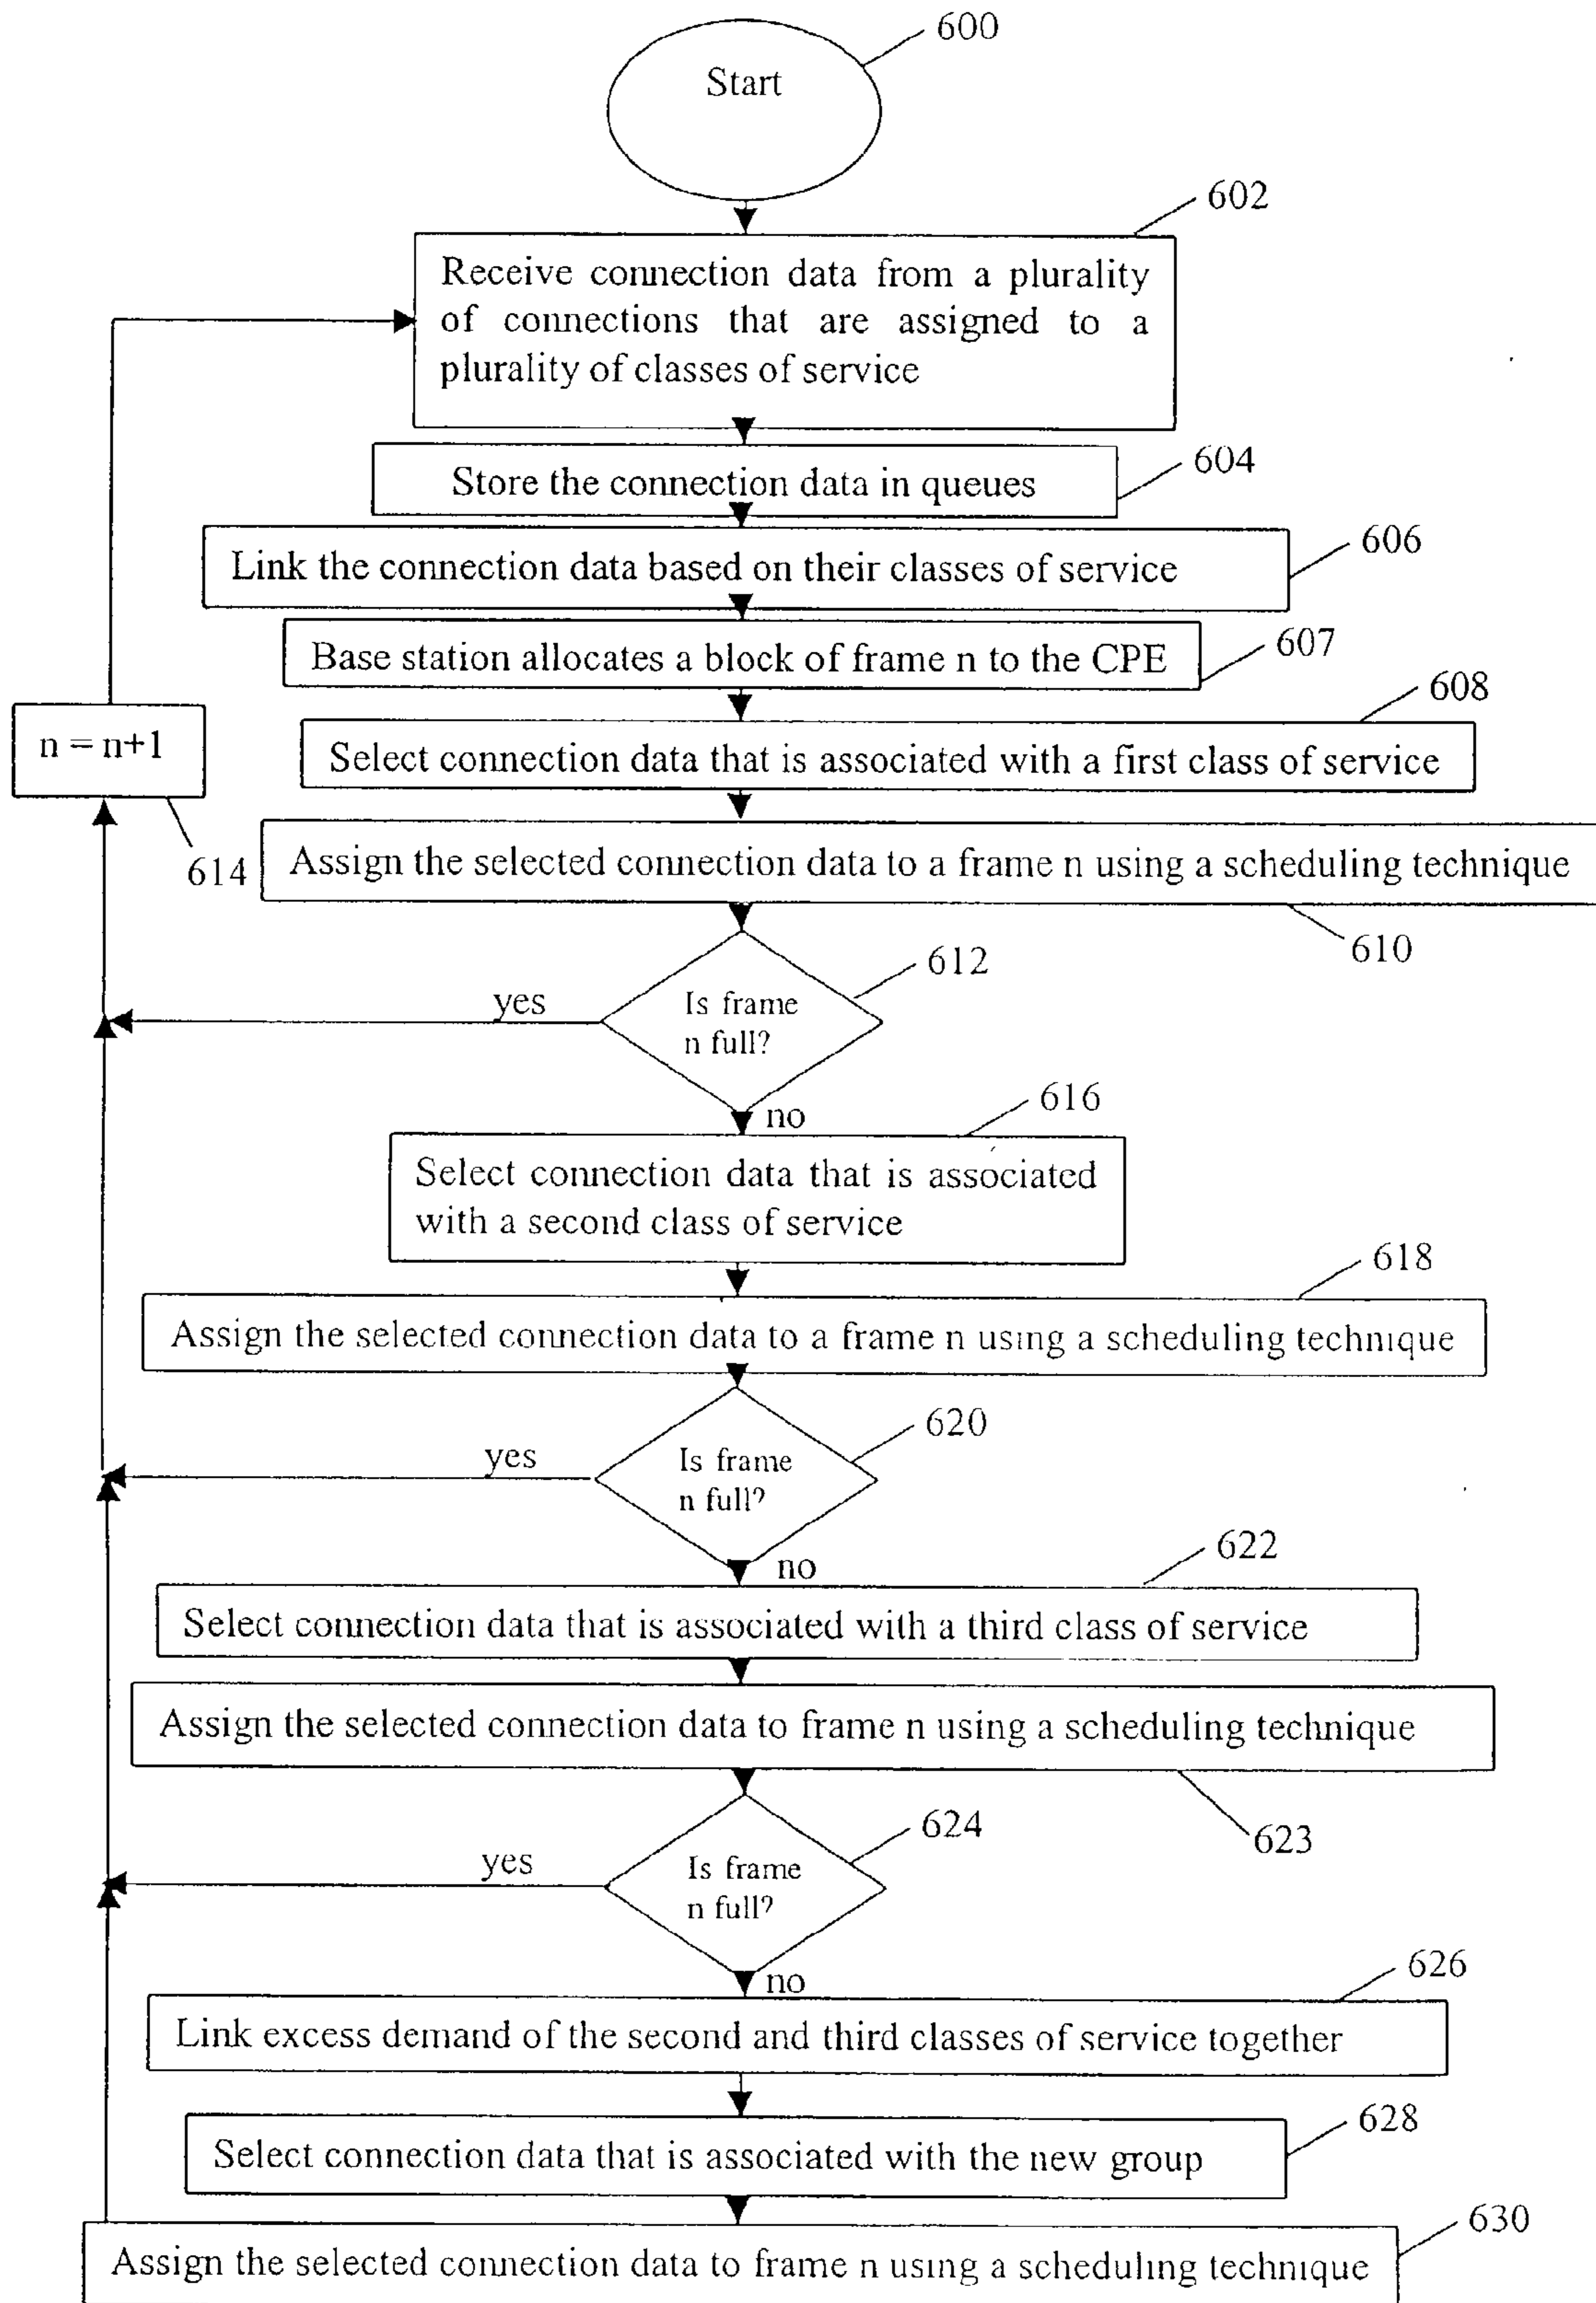 600
Start
602
Receive connection data from a plurality
of connections that are assigned to a
plurality of classes of service
604
Store the connection data in queues
606
Link the connection data based on their classes of service
607
Base station allocates a block of frame n to the CPE
608
n = n+1
Select connection data that is associated with a first class of service
614
Assign the selected connection data to a frame n using a scheduling technique
610
612
yes
Is frame
n full?
no
616
Select connection data that is associated
with a second class of service
618
Assign the selected connection data to a frame n using a scheduling technique
620
yes
Is frame
n full?
no
622
Select connection data that is associated with a third class of service
Assign the selected connection data to frame n using a scheduling technique
623
624
yes
Is frame
n full?
no
626
Link excess demand of the second and third classes of service together
628
Select connection data that is associated with the new group
630
Assign the selected connection data to frame n using a scheduling technique